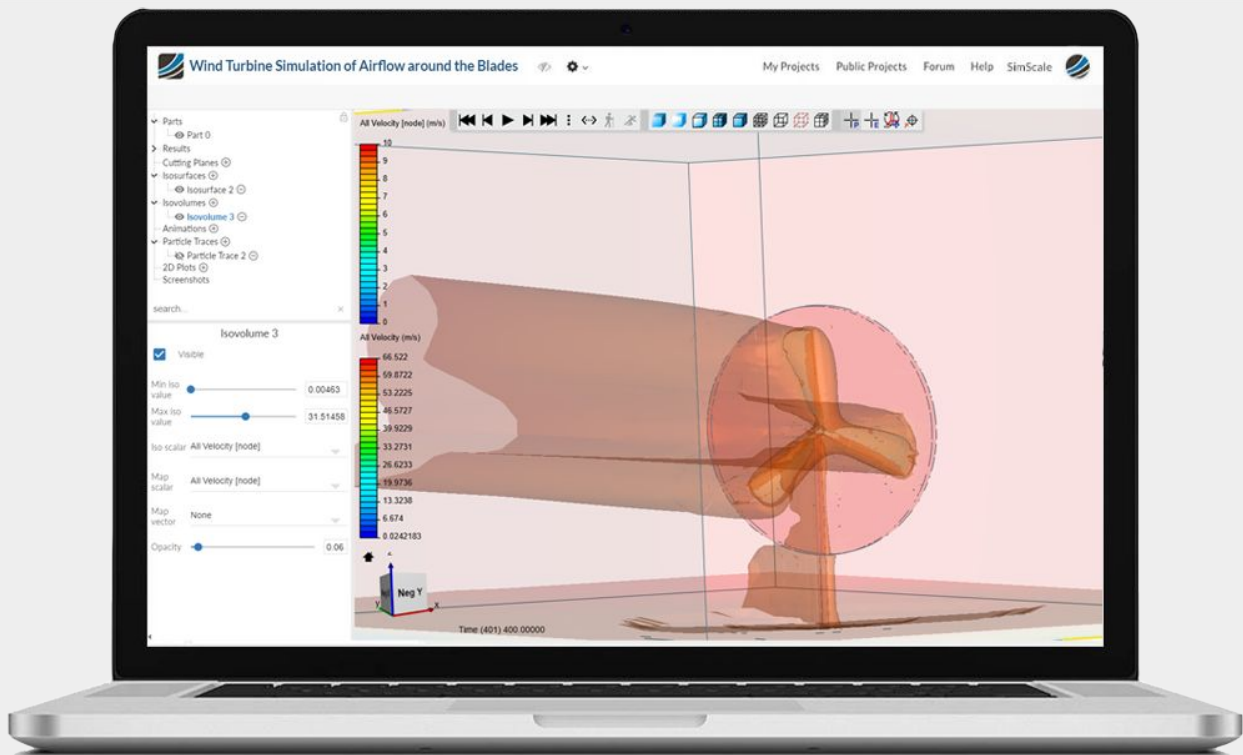 Wind Turbine Simulation of Airflow around the Blades
My Projects Public Projects Forum Help SimScale
Parts
Part 0
Results
Cutting Planes
Isosurfaces
Isosurface 2
Isovolumes
Isovolume 3
Animations
Particle Traces
Particle Trace 2
2D Plots
Screenshots
search...
Isovolume 3
Visible
Min iso value 0.00463
Max iso value 31.51458
Iso scalar All Velocity [node]
Map scalar All Velocity [node]
Map vector None
Opacity 0.06
All Velocity [node] (m/s)
10
9
8
7
6
5
4
3
2
1
0
All Velocity (m/s)
66.522
59.8722
53.2225
46.5727
39.9229
33.2731
26.6233
19.9736
13.3238
6.674
0.0242183
Neg Y
Y
X
Time (401) 400.00000
P
E